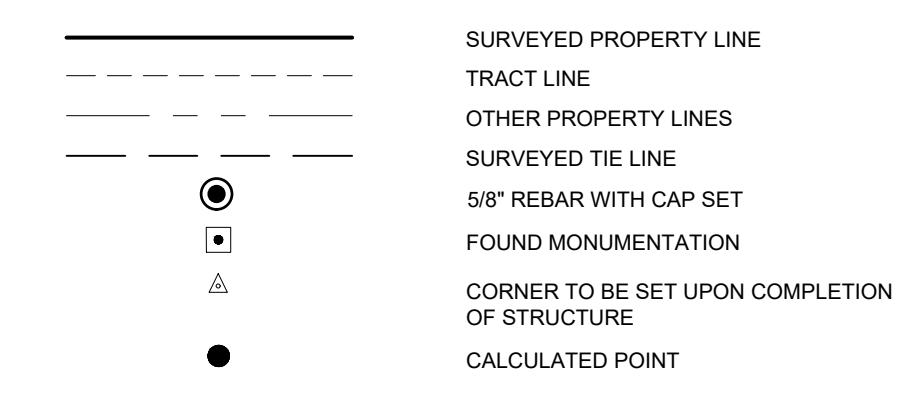 SURVEYED PROPERTY LINE
TRACT LINE
OTHER PROPERTY LINES
SURVEYED TIE LINE
5/8" REBAR WITH CAP SET
FOUND MONUMENTATION
CORNER TO BE SET UPON COMPLETION
OF STRUCTURE
CALCULATED POINT